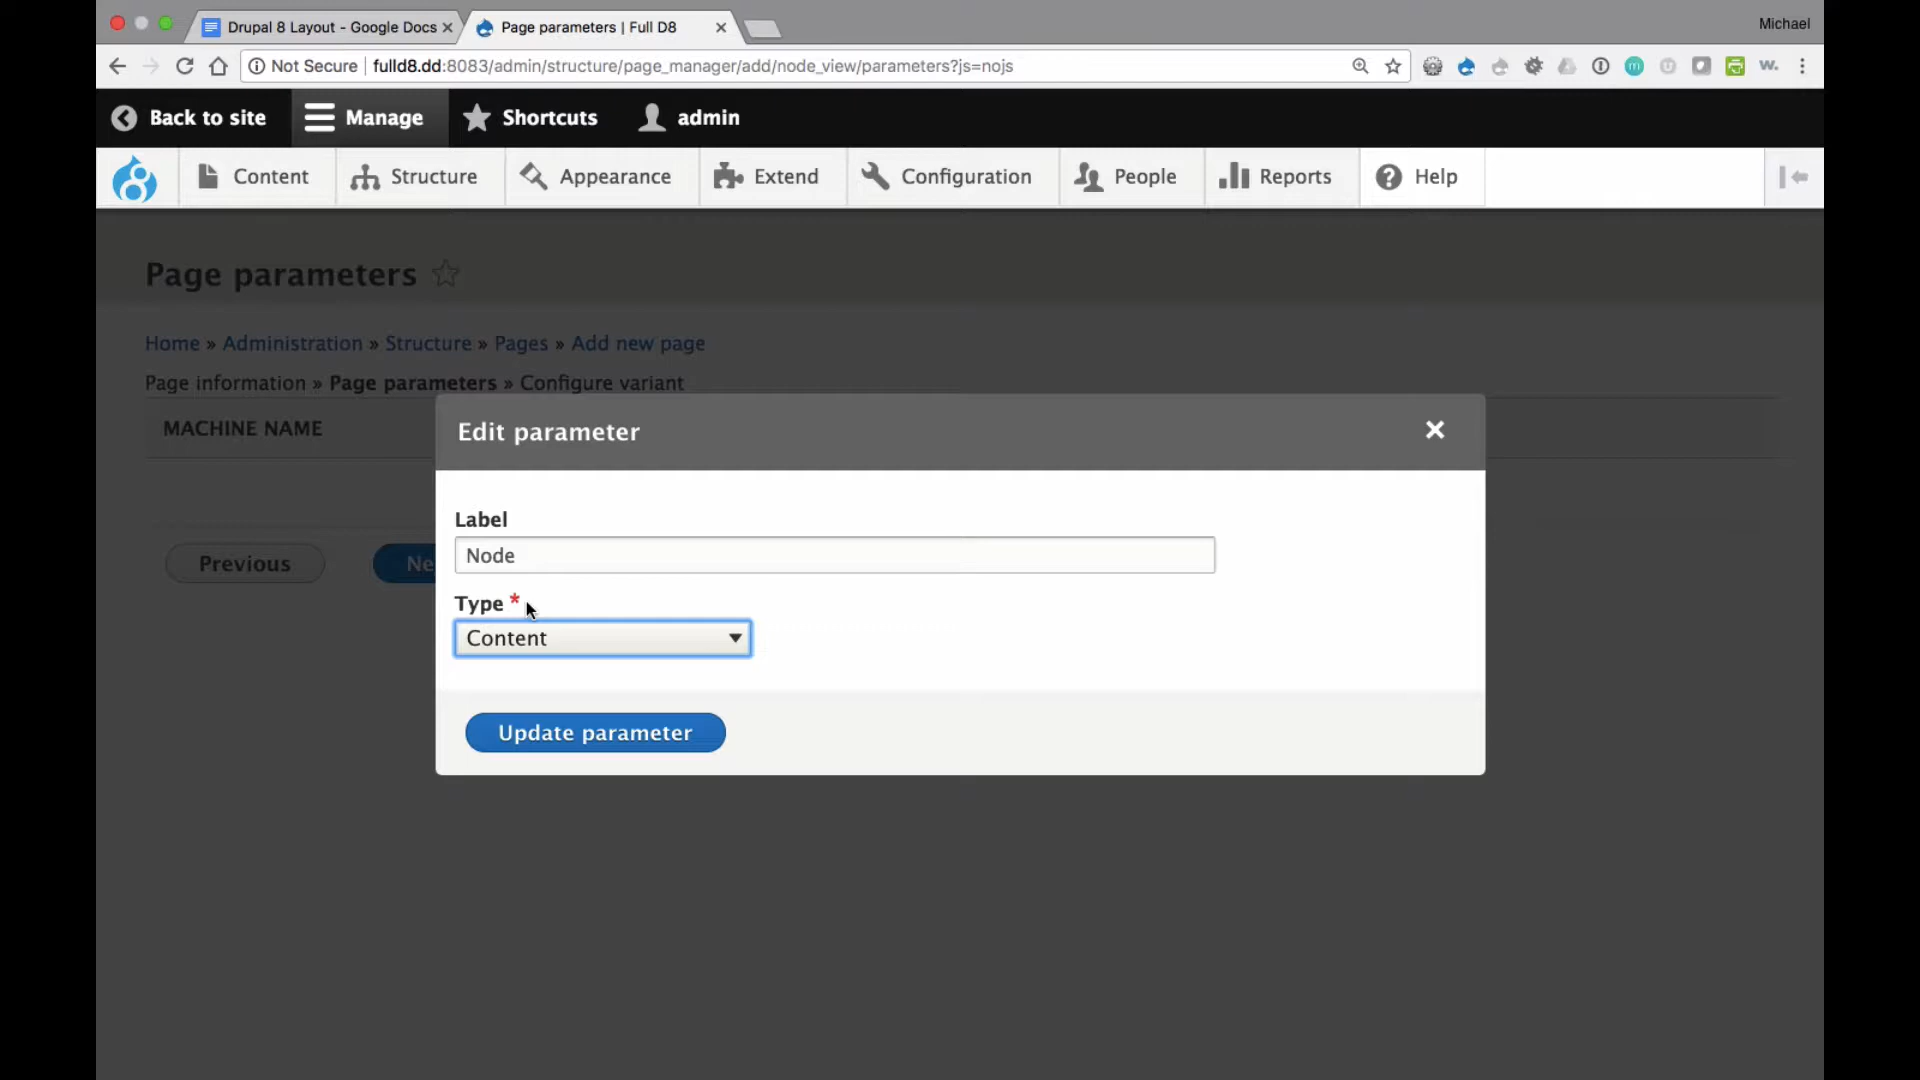 Drupal 8 Layout - Google Docs
Page parameters | Full D8
Michael
Not Secure
fulld8.dd:8083/admin/structure/page_manager/add/node_view/parameters?js=nojs
Back to site
Manage
Shortcuts
admin
Content
Structure
Appearance
Extend
Configuration
People
Reports
Help
Page parameters
Home » Administration » Structure » Pages » Add new page
Page information » Page parameters » Configure variant
MACHINE NAME
Edit parameter
Label
Node
Type *
Content
Previous
Ne
Update parameter